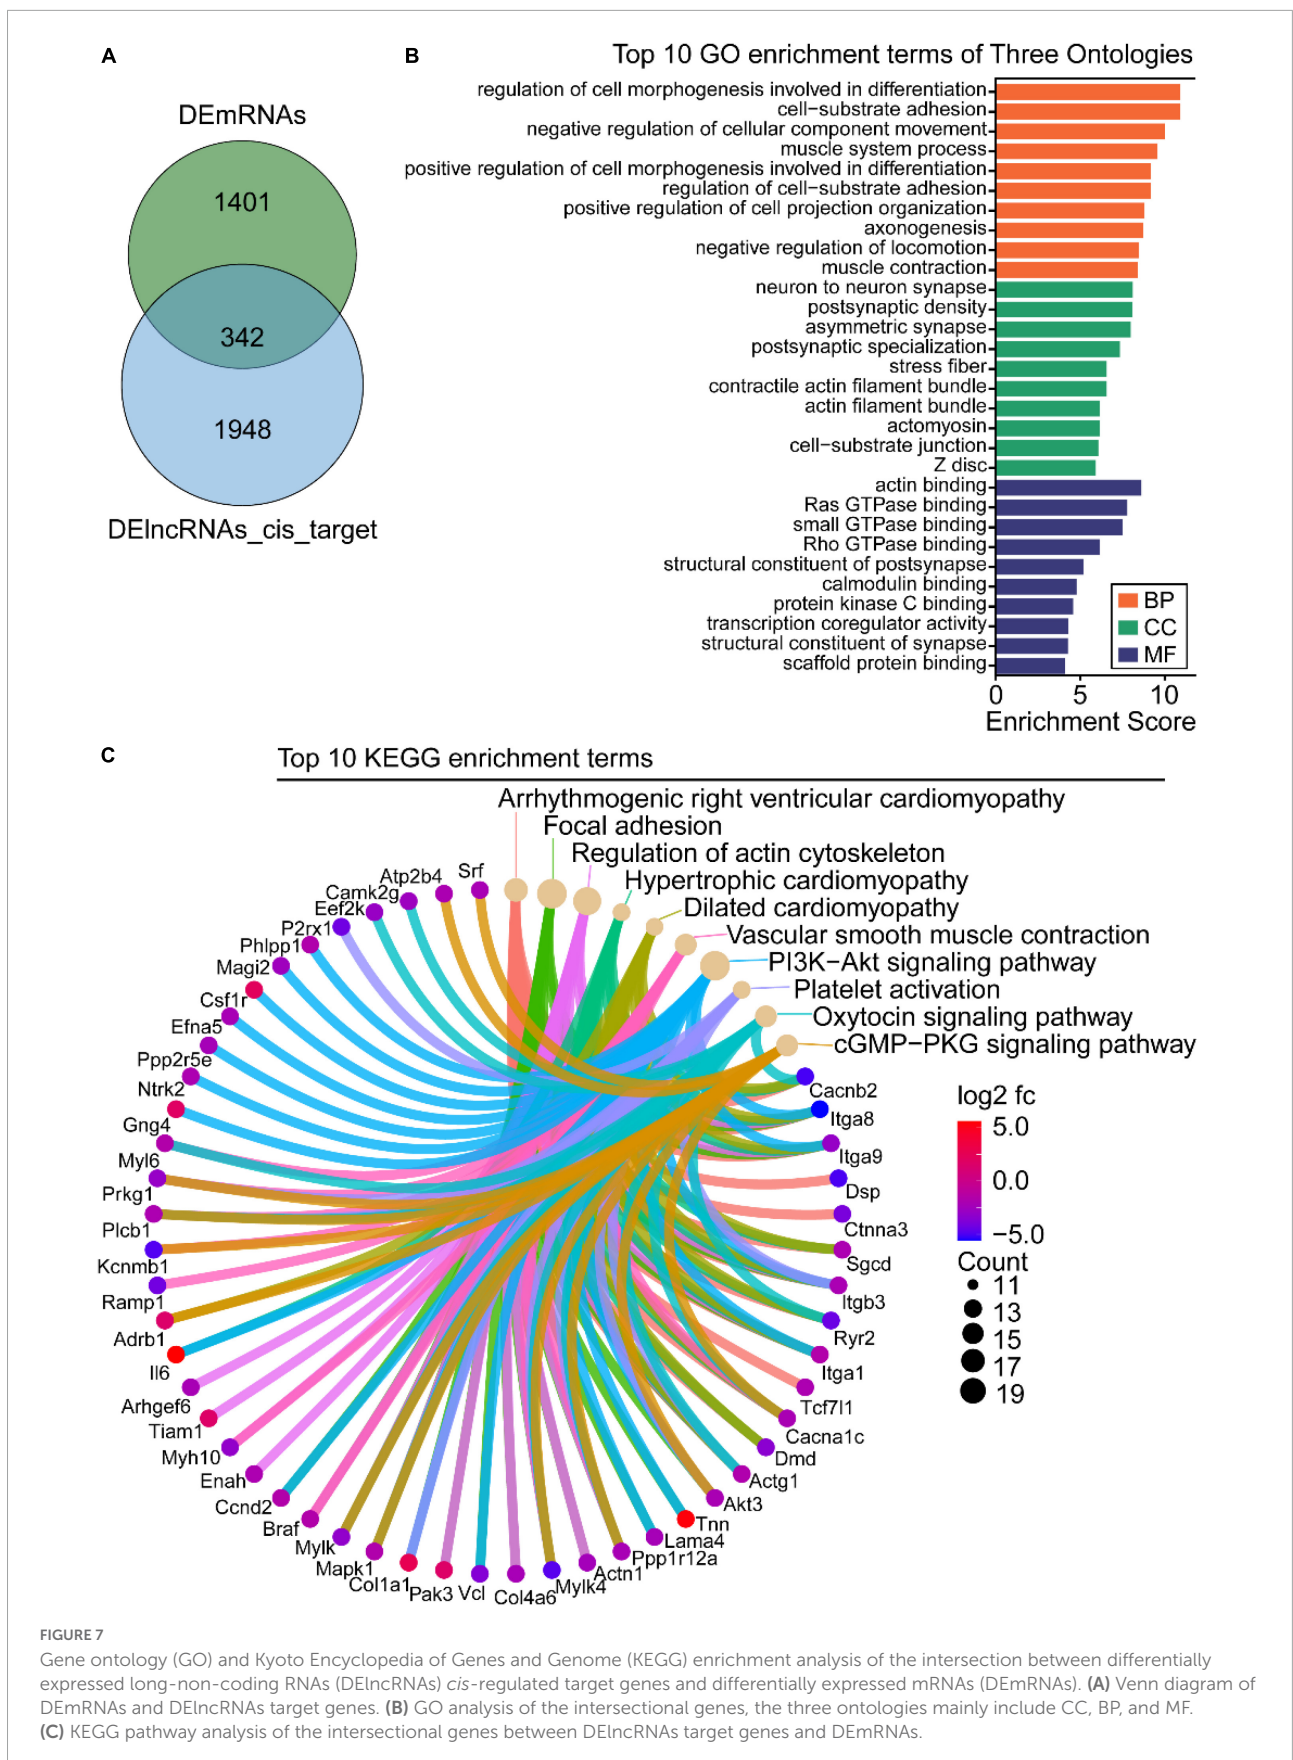 A
DEmRNAs
1401
342
1948
DElncRNAs_cis_target
B
Top 10 GO enrichment terms of Three Ontologies
regulation of cell morphogenesis involved in differentiation
cell−substrate adhesion
negative regulation of cellular component movement
muscle system process
positive regulation of cell morphogenesis involved in differentiation
regulation of cell−substrate adhesion
positive regulation of cell projection organization
axonogenesis
negative regulation of locomotion
muscle contraction
neuron to neuron synapse
postsynaptic density
asymmetric synapse
postsynaptic specialization
stress fiber
contractile actin filament bundle
actin filament bundle
actomyosin
cell−substrate junction
Z disc
actin binding
Ras GTPase binding
small GTPase binding
Rho GTPase binding
structural constituent of postsynapse
calmodulin binding
protein kinase C binding
transcription coregulator activity
structural constituent of synapse
scaffold protein binding
BP
CC
MF
0 5 10
Enrichment Score
C
Top 10 KEGG enrichment terms
Arrhythmogenic right ventricular cardiomyopathy
Focal adhesion
Regulation of actin cytoskeleton
Hypertrophic cardiomyopathy
Dilated cardiomyopathy
Vascular smooth muscle contraction
PI3K−Akt signaling pathway
Platelet activation
Oxytocin signaling pathway
cGMP−PKG signaling pathway
Cacnb2
Itga8
Itga9
Dsp
Ctnna3
Sgcd
Itgb3
Ryr2
Itga1
Tcf7l1
Cacna1c
Dmd
Actg1
Akt3
Tnn
Lama4
Ppp1r12a
Actn1
Mylk4
Col4a6
Vcl
Pak3
Col1a1
Mapk1
Mylk
Braf
Ccnd2
Enah
Myh10
Tiam1
Arhgef6
Il6
Adrb1
Ramp1
Kcnmb1
Plcb1
Prkg1
Myl6
Gng4
Ntrk2
Ppp2r5e
Efna5
Csf1r
Magi2
Phlpp1
P2rx1
Eef2k
Camk2g
Atp2b4
Srf
log2 fc
5.0
0.0
−5.0
Count
11
13
15
17
19
FIGURE 7
Gene ontology (GO) and Kyoto Encyclopedia of Genes and Genome (KEGG) enrichment analysis of the intersection between differentially
expressed long-non-coding RNAs (DElncRNAs) cis-regulated target genes and differentially expressed mRNAs (DEmRNAs). (A) Venn diagram of
DEmRNAs and DElncRNAs target genes. (B) GO analysis of the intersectional genes, the three ontologies mainly include CC, BP, and MF.
(C) KEGG pathway analysis of the intersectional genes between DElncRNAs target genes and DEmRNAs.